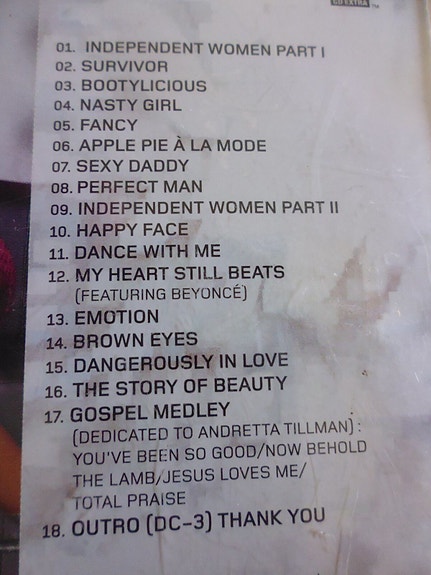 CD EXTRA
01. INDEPENDENT WOMEN PART I
02. SURVIVOR
03. BOOTYLICIOUS
04. NASTY GIRL
05. FANCY
06. APPLE PIE À LA MODE
07. SEXY DADDY
08. PERFECT MAN
09. INDEPENDENT WOMEN PART II
10. HAPPY FACE
11. DANCE WITH ME
12. MY HEART STILL BEATS
(FEATURING BEYONCÉ)
13. EMOTION
14. BROWN EYES
15. DANGEROUSLY IN LOVE
16. THE STORY OF BEAUTY
17. GOSPEL MEDLEY
(DEDICATED TO ANDRETTA TILLMAN):
YOU'VE BEEN SO GOOD/NOW BEHOLD
THE LAMB/JESUS LOVES ME/
TOTAL PRAISE
18. OUTRO (DC-3) THANK YOU